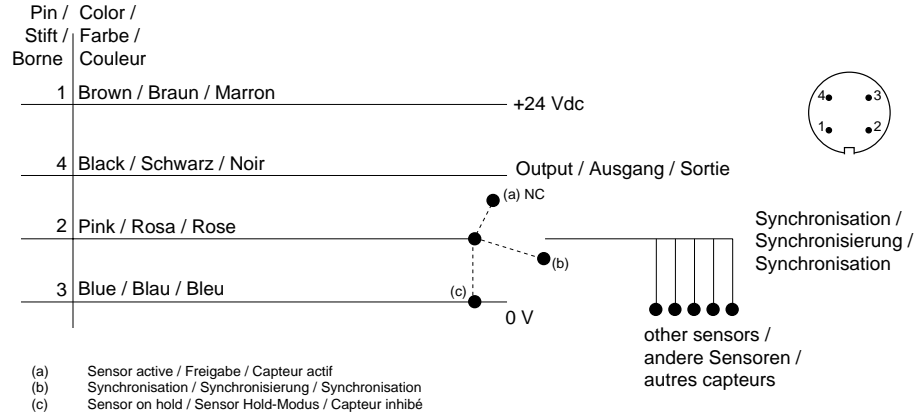 Pin / Color /
Stift / Farbe /
Borne Couleur
1 Brown / Braun / Marron
+24 Vdc
4 3
1 2
4 Black / Schwarz / Noir
Output / Ausgang / Sortie
(a) NC
2 Pink / Rosa / Rose
(b)
Synchronisation /
Synchronisierung /
Synchronisation
3 Blue / Blau / Bleu
(c)
0 V
other sensors /
andere Sensoren /
autres capteurs
(a) Sensor active / Freigabe / Capteur actif
(b) Synchronisation / Synchronisierung / Synchronisation
(c) Sensor on hold / Sensor Hold-Modus / Capteur inhibé